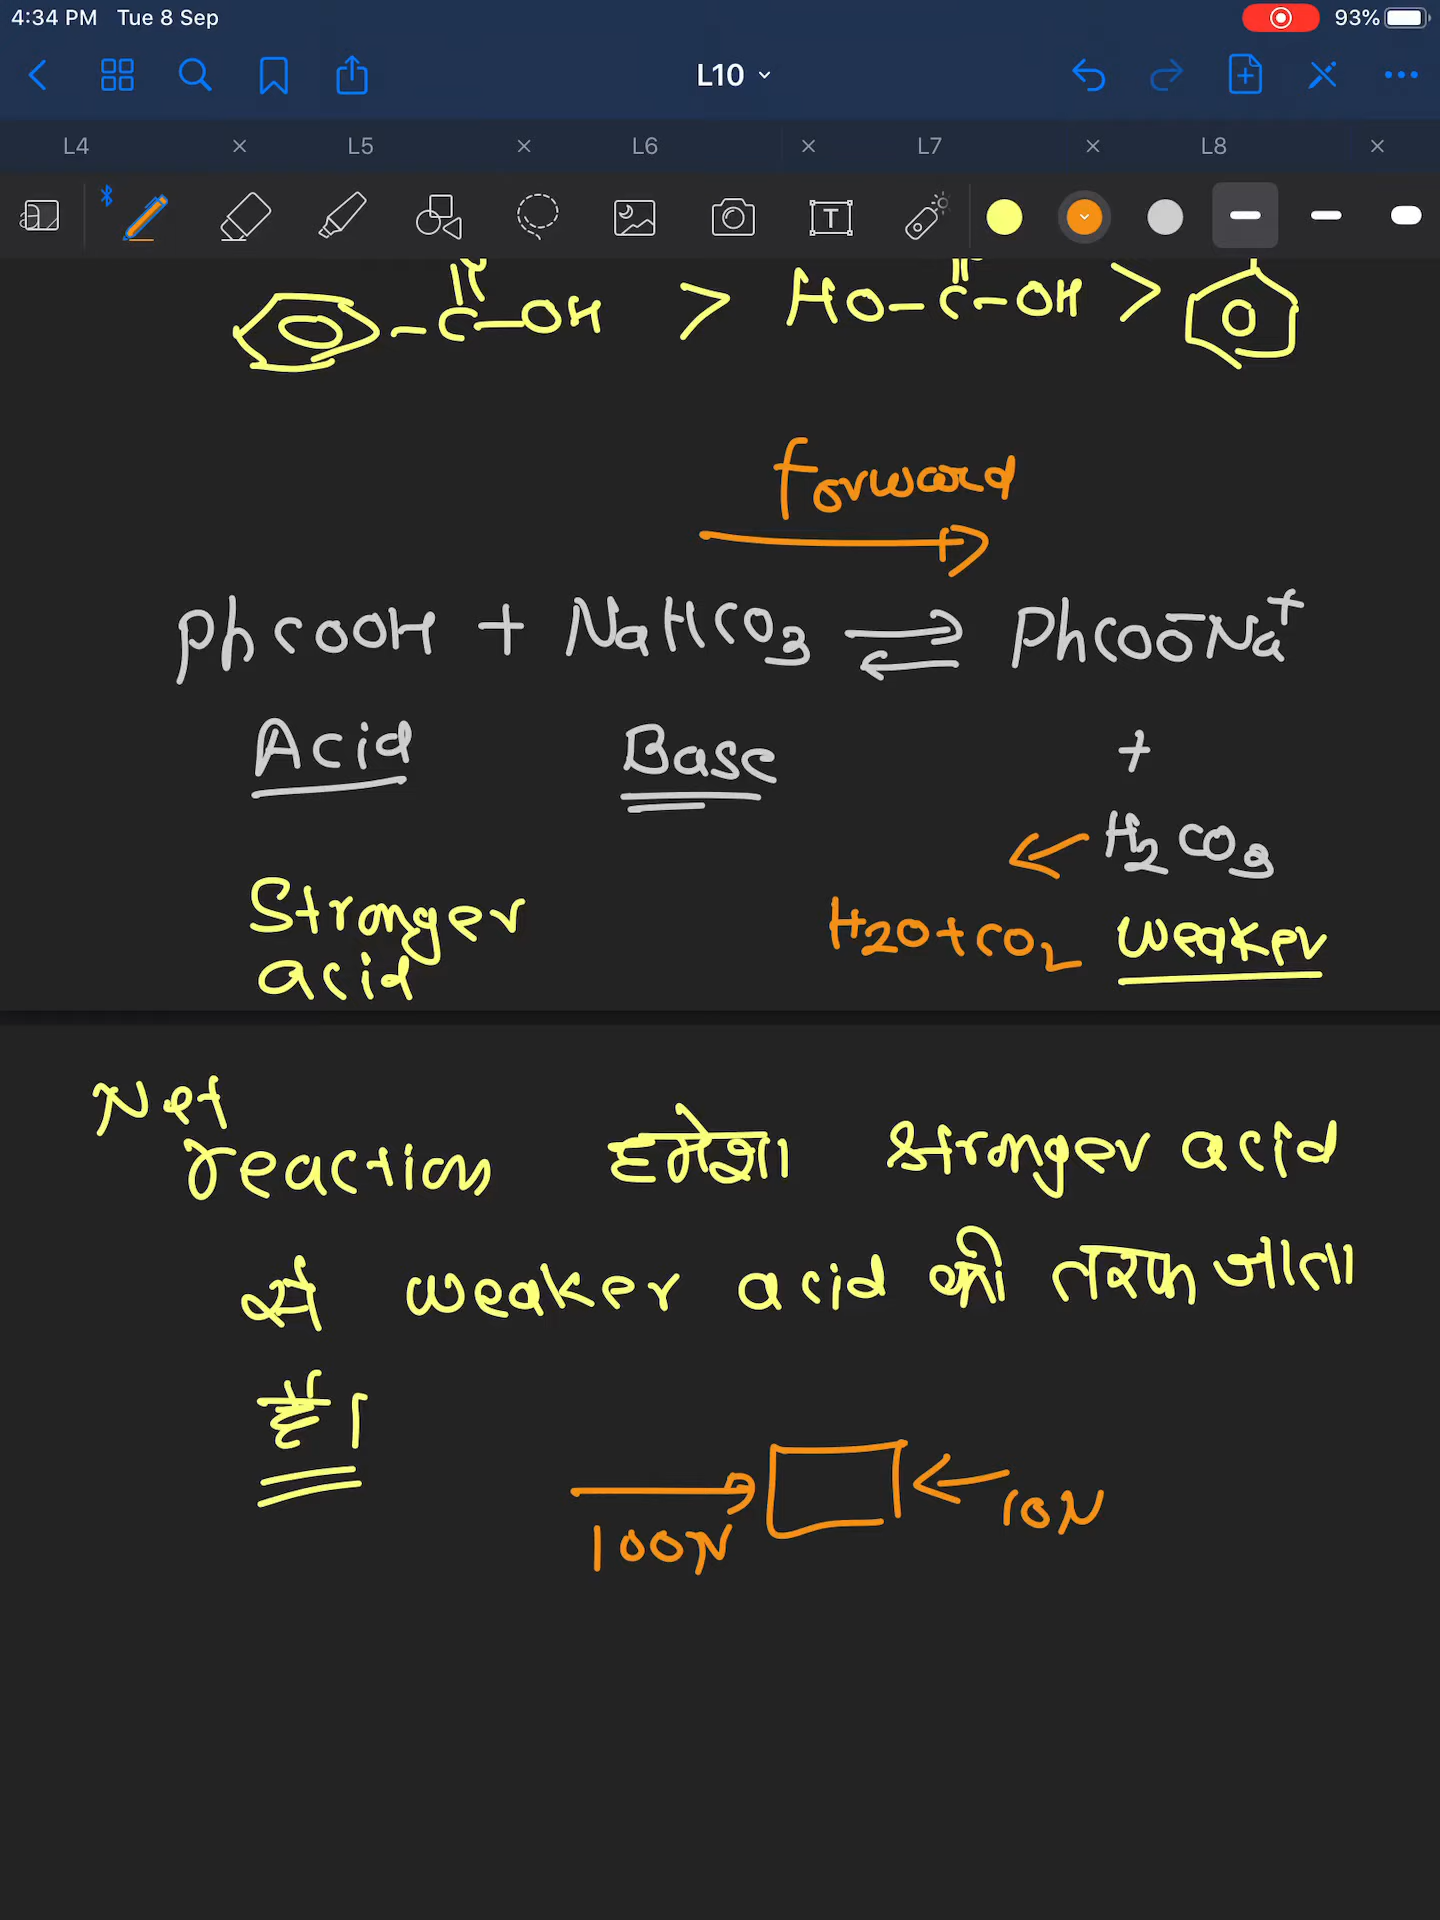 4:34 PM Tue 8 Sep 93%
L10
L4 × L5 × L6 × L7 × L8 ×
a T
C-OH > HO-C-OH >
forward
PhCOOH + NaHCO3 ⇌ PhCOO⁻Na⁺
Acid Base +
H2CO3
Stronger H2O+CO2 weaker
acid
Net
reaction हमेशा stronger acid
से weaker acid की तरफ जाता
है।
100N 10N